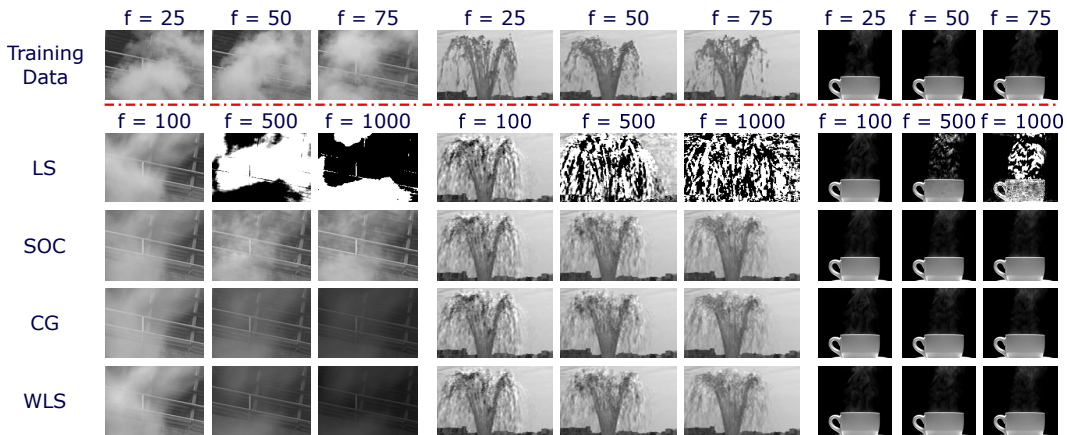 f = 25 f = 50 f = 75 f = 25 f = 50 f = 75 f = 25 f = 50 f = 75
Training
Data
f = 100 f = 500 f = 1000 f = 100 f = 500 f = 1000 f = 100 f = 500 f = 1000
LS
SOC
CG
WLS